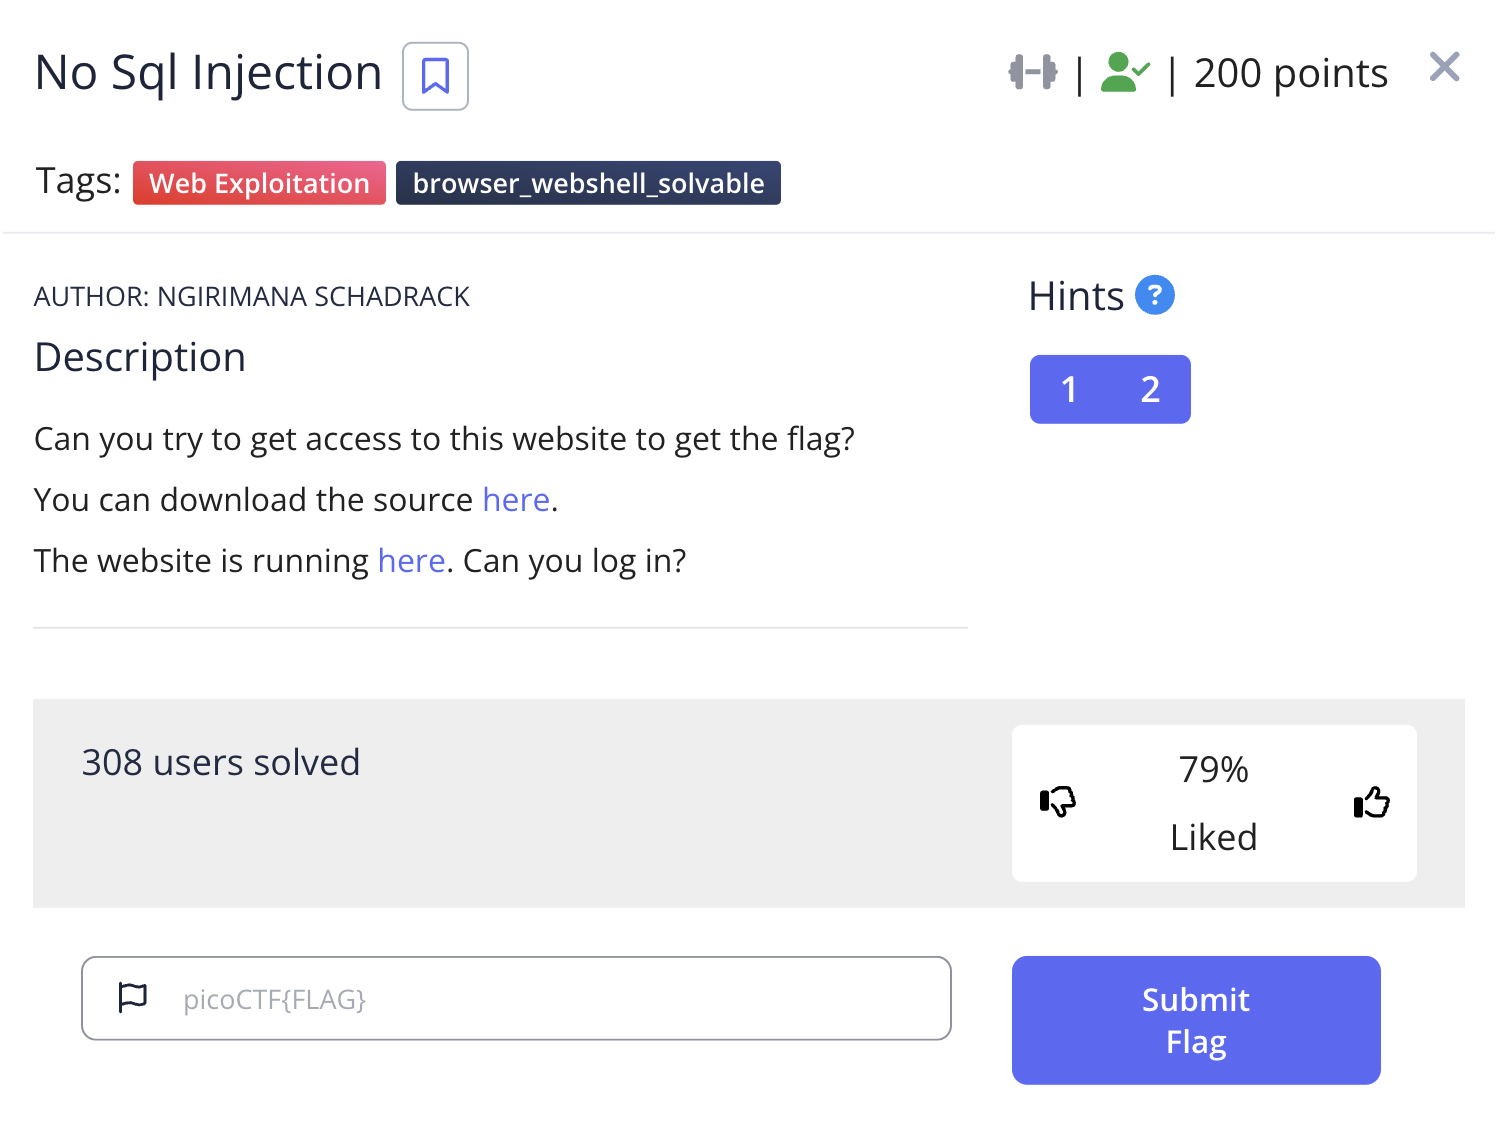 No Sql Injection
| | 200 points
Tags: Web Exploitation browser_webshell_solvable
AUTHOR: NGIRIMANA SCHADRACK
Description
Can you try to get access to this website to get the flag?
You can download the source here.
The website is running here. Can you log in?
Hints ?
1 2
308 users solved
79%
Liked
picoCTF{FLAG}
Submit
Flag